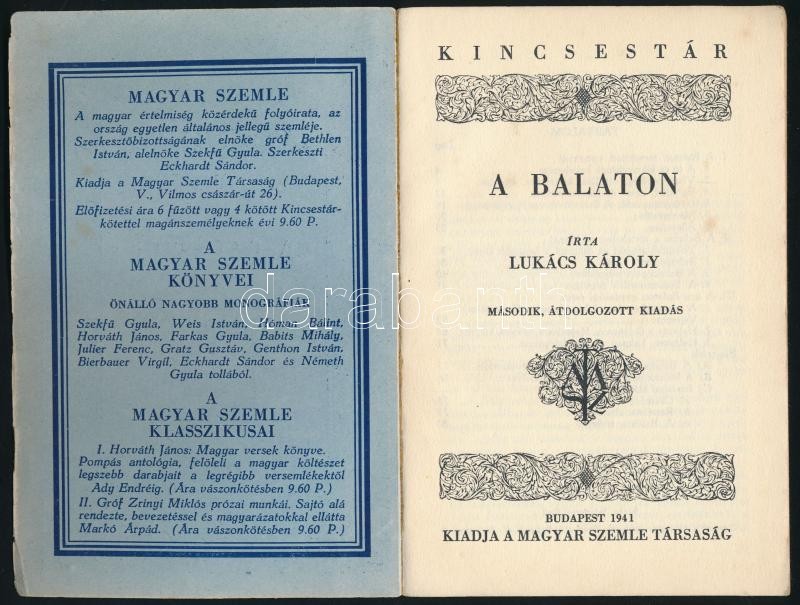 MAGYAR SZEMLE
A magyar értelmiség közérdekű folyóirata, az
ország egyetlen általános jellegű szemléje.
Szerkesztőbizottságának elnöke gróf Bethlen
István, alelnöke Szekfű Gyula. Szerkeszti
Eckhardt Sándor.
Kiadja a Magyar Szemle Társaság (Budapest,
V., Vilmos császár-út 26).
Előfizetési ára 6 fűzött vagy 4 kötött Kincsestár-
kötettel magánszemélyeknek évi 9.60 P.
A
MAGYAR SZEMLE
KÖNYVEI
ÖNÁLLÓ NAGYOBB MONOGRÁFIÁK
Szekfű Gyula, Weis István, Hóman Bálint,
Horváth János, Farkas Gyula, Babits Mihály,
Julier Ferenc, Gratz Gusztáv, Genthon István,
Bierbauer Virgil, Eckhardt Sándor és Németh
Gyula tollából.
A
MAGYAR SZEMLE
KLASSZIKUSAI
I. Horváth János: Magyar versek könyve.
Pompás antológia, felöleli a magyar költészet
legszebb darabjait a legrégibb versemlékektől
Ady Endréig. (Ára vászonkötésben 9.60 P.)
II. Gróf Zrinyi Miklós prózai munkái. Sajtó alá
rendezte, bevezetéssel és magyarázatokkal ellátta
Markó Árpád. (Ára vászonkötésben 9.60 P.)
KINCSESTÁR
A BALATON
ÍRTA
LUKÁCS KÁROLY
MÁSODIK, ÁTDOLGOZOTT KIADÁS
MSZT
BUDAPEST 1941
KIADJA A MAGYAR SZEMLE TÁRSASÁG
darabanth